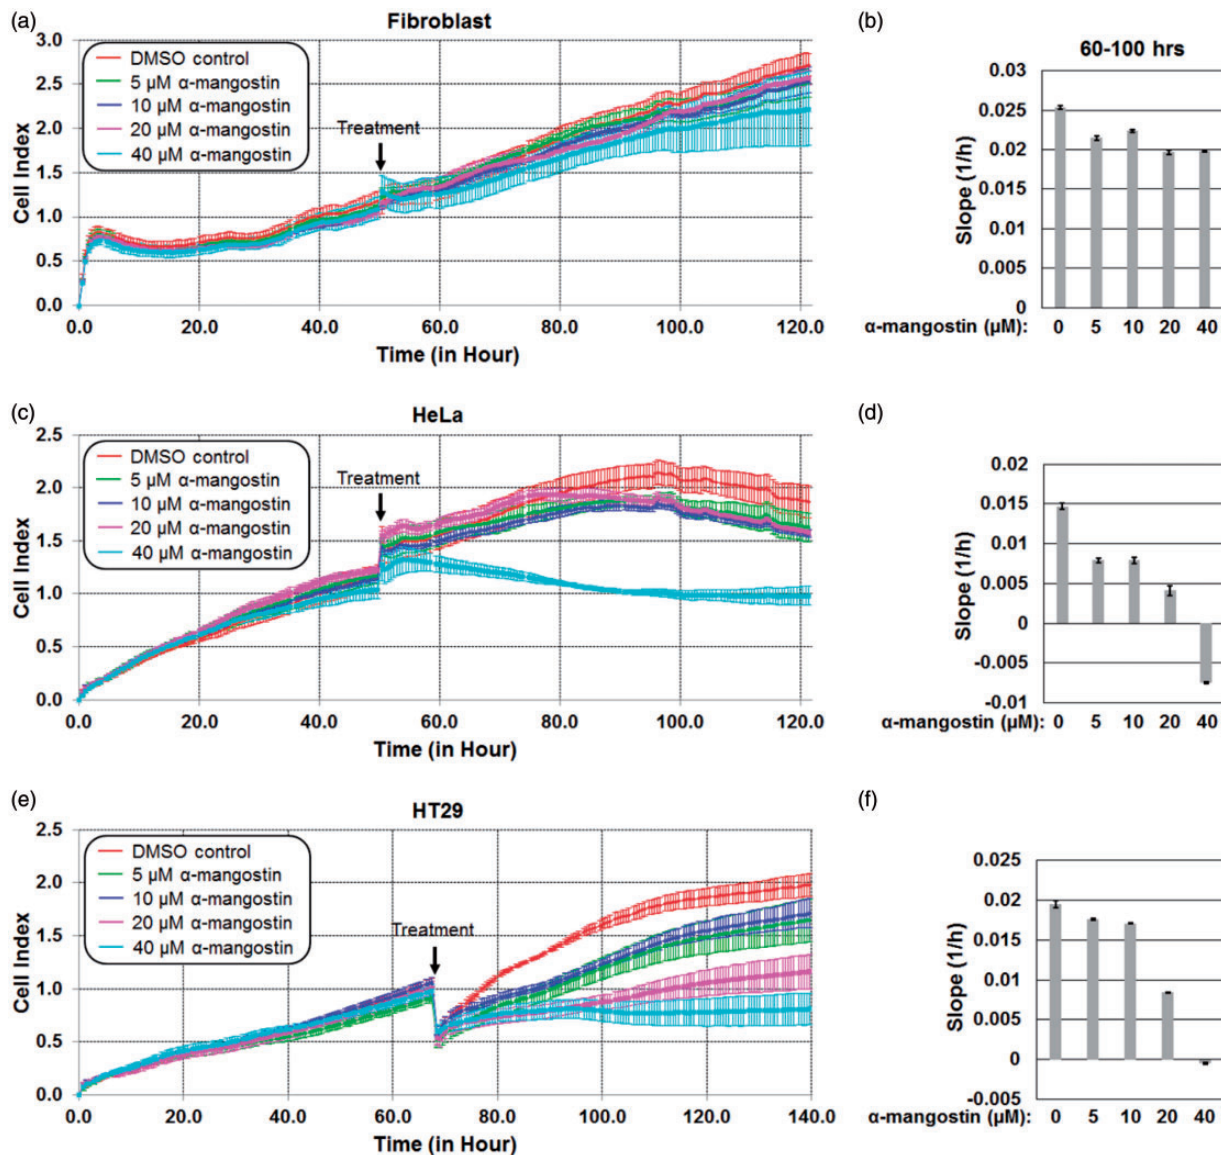 (a)
Fibroblast
DMSO control
5 µM α-mangostin
10 µM α-mangostin
20 µM α-mangostin
40 µM α-mangostin
Treatment
Cell Index
3.0
2.5
2.0
1.5
1.0
0.5
0.0
0.0 20.0 40.0 60.0 80.0 100.0 120.0
Time (in Hour)
(b)
60-100 hrs
Slope (1/h)
0.03
0.025
0.02
0.015
0.01
0.005
0
α-mangostin (µM): 0 5 10 20 40
(c)
HeLa
DMSO control
5 µM α-mangostin
10 µM α-mangostin
20 µM α-mangostin
40 µM α-mangostin
Treatment
Cell Index
2.5
2.0
1.5
1.0
0.5
0.0
0.0 20.0 40.0 60.0 80.0 100.0 120.0
Time (in Hour)
(d)
Slope (1/h)
0.02
0.015
0.01
0.005
0
-0.005
-0.01
α-mangostin (µM): 0 5 10 20 40
(e)
HT29
DMSO control
5 µM α-mangostin
10 µM α-mangostin
20 µM α-mangostin
40 µM α-mangostin
Treatment
Cell Index
2.5
2.0
1.5
1.0
0.5
0.0
0.0 20.0 40.0 60.0 80.0 100.0 120.0 140.0
Time (in Hour)
(f)
Slope (1/h)
0.025
0.02
0.015
0.01
0.005
0
-0.005
α-mangostin (µM): 0 5 10 20 40